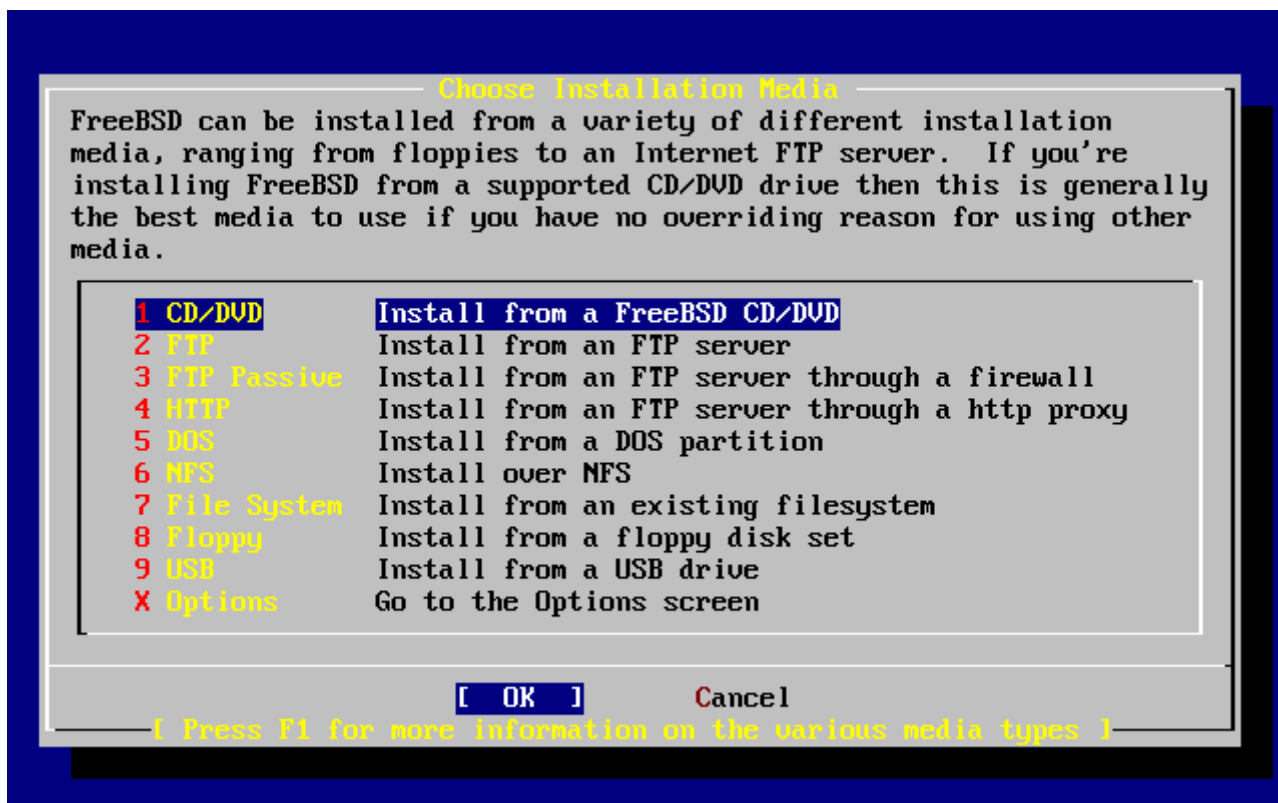 Choose Installation Media
FreeBSD can be installed from a variety of different installation
media, ranging from floppies to an Internet FTP server.  If you're
installing FreeBSD from a supported CD/DVD drive then this is generally
the best media to use if you have no overriding reason for using other
media.
1 CD/DVD Install from a FreeBSD CD/DVD
2 FTP Install from an FTP server
3 FTP Passive Install from an FTP server through a firewall
4 HTTP Install from an FTP server through a http proxy
5 DOS Install from a DOS partition
6 NFS Install over NFS
7 File System Install from an existing filesystem
8 Floppy Install from a floppy disk set
9 USB Install from a USB drive
X Options Go to the Options screen
[ OK ] Cancel
[ Press F1 for more information on the various media types ]